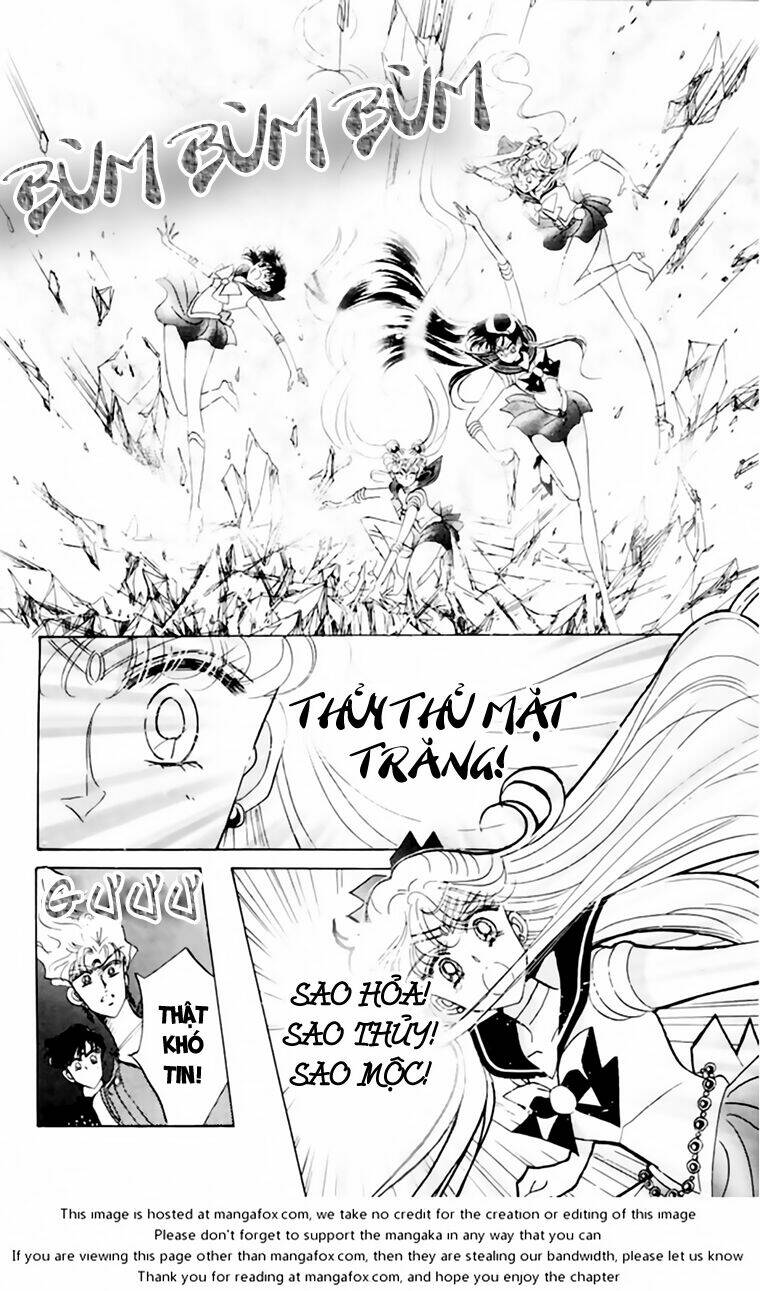 BÙM BÙM BÙM
THỦY THỦ MẶT
TRĂNG!
GỪỪỪ
THẬT
KHÓ
TIN!
SAO HỎA!
SAO THỦY!
SAO MỘC!
This image is hosted at mangafox.com, we take no credit for the creation or editing of this image
Please don't forget to support the mangaka in any way that you can
If you are viewing this page other than mangafox.com, then they are stealing our bandwidth, please let us know
Thank you for reading at mangafox.com, and hope you enjoy the chapter